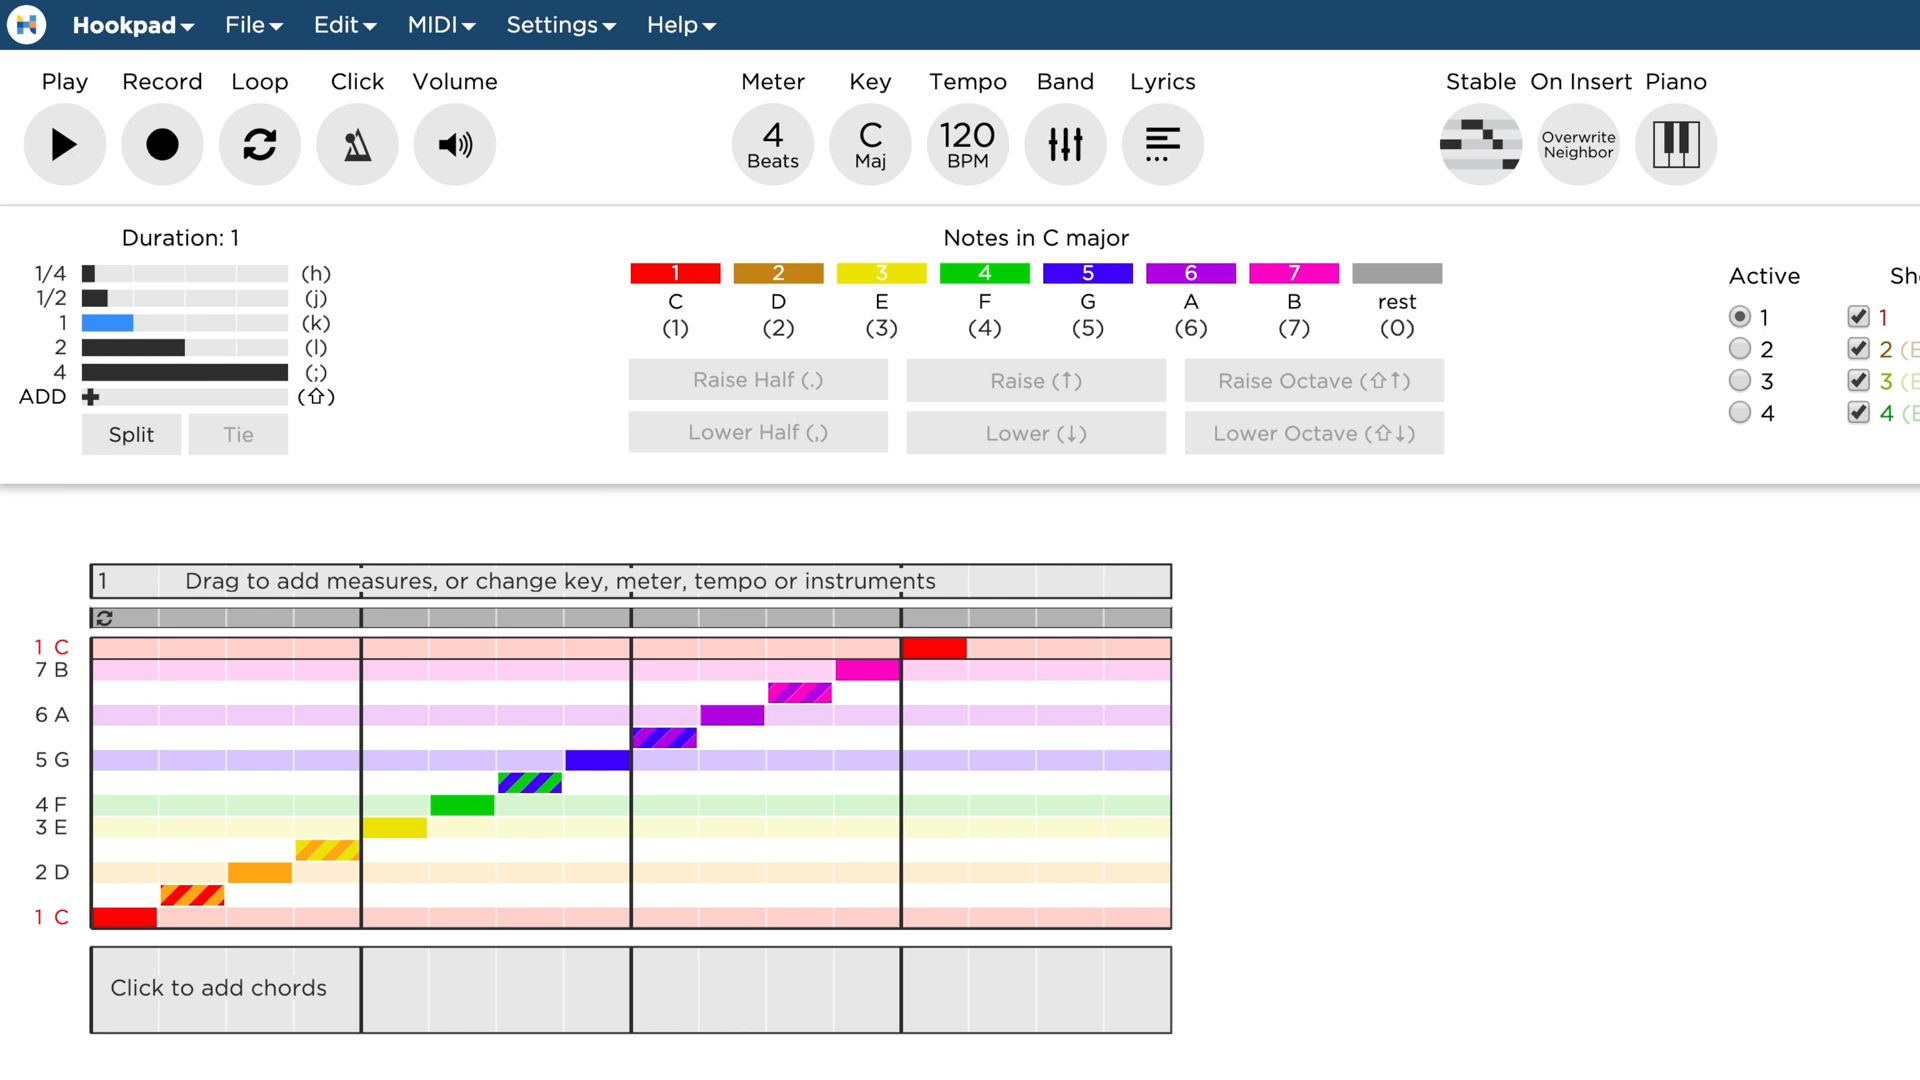 Hookpad File Edit MIDI Settings Help
Play Record Loop Click Volume Meter Key Tempo Band Lyrics Stable On Insert Piano
4 Beats
C Maj
120 BPM
Overwrite Neighbor
Duration: 1
1/4 (h)
1/2 (j)
1 (k)
2 (l)
4 (;)
ADD (⇧)
Split Tie
Notes in C major
1 2 3 4 5 6 7
C D E F G A B rest
(1) (2) (3) (4) (5) (6) (7) (0)
Raise Half (.) Raise (↑) Raise Octave (⇧↑)
Lower Half (,) Lower (↓) Lower Octave (⇧↓)
Active
1 1
2 2
3 3
4 4
1 Drag to add measures, or change key, meter, tempo or instruments
1 C
7 B
6 A
5 G
4 F
3 E
2 D
1 C
Click to add chords